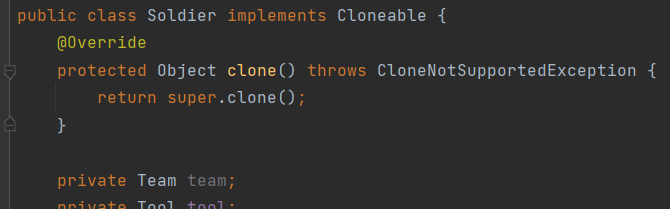 public class Soldier implements Cloneable {
@Override
protected Object clone() throws CloneNotSupportedException {
return super.clone();
}
private Team team;
private Tool tool;